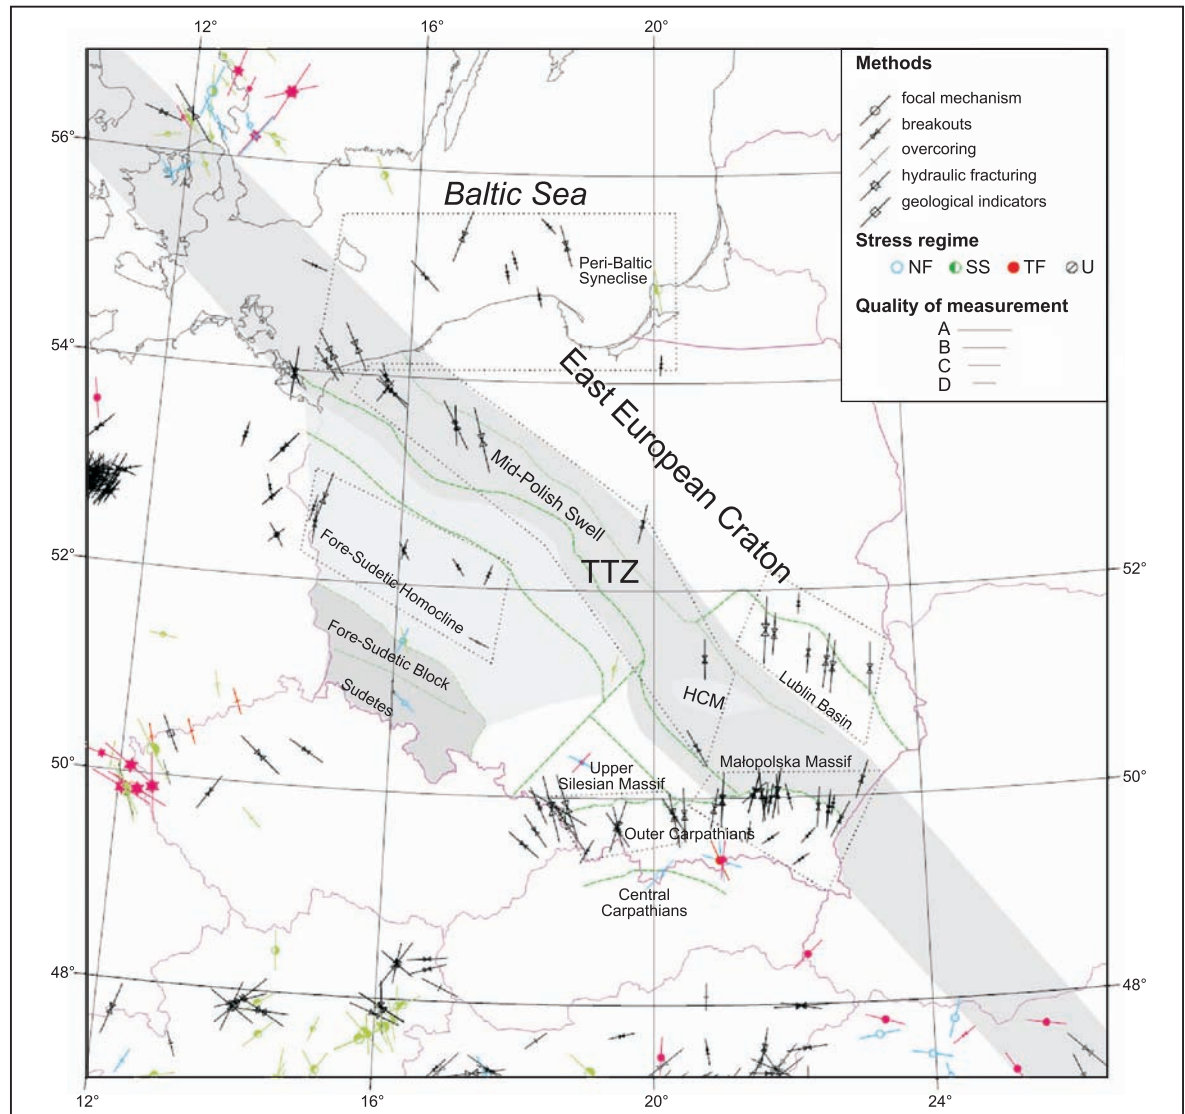 12°
16°
20°
56°
54°
52°
50°
48°
Methods
focal mechanism
breakouts
overcoring
hydraulic fracturing
geological indicators
Stress regime
NF
SS
TF
U
Quality of measurement
A
B
C
D
Baltic Sea
Peri-Baltic
Syneclise
East European Craton
Mid-Polish Swell
TTZ
Fore-Sudetic Homocline
Fore-Sudetic Block
Sudetes
HCM
Lublin Basin
Małopolska Massif
Upper
Silesian Massif
Outer Carpathians
Central
Carpathians
52°
50°
48°
12°
16°
20°
24°